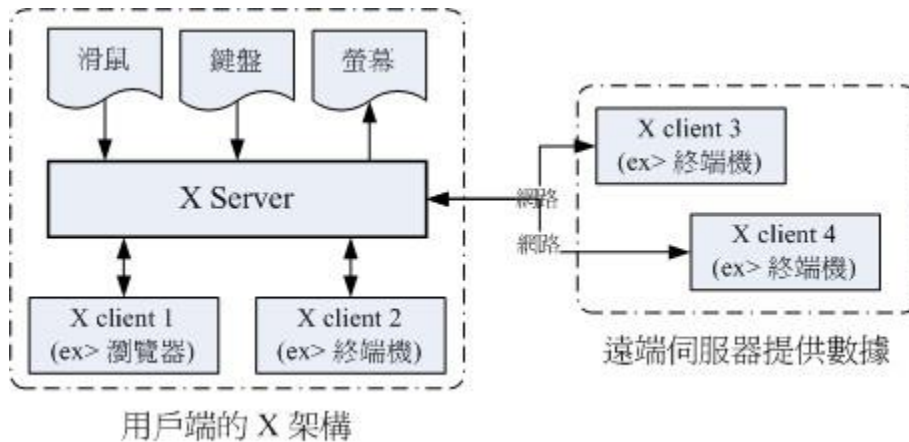 滑鼠
鍵盤
螢幕
X Server
X client 1
(ex> 瀏覽器)
X client 2
(ex> 終端機)
用戶端的 X 架構
網路
網路
X client 3
(ex> 終端機)
X client 4
(ex> 終端機)
遠端伺服器提供數據